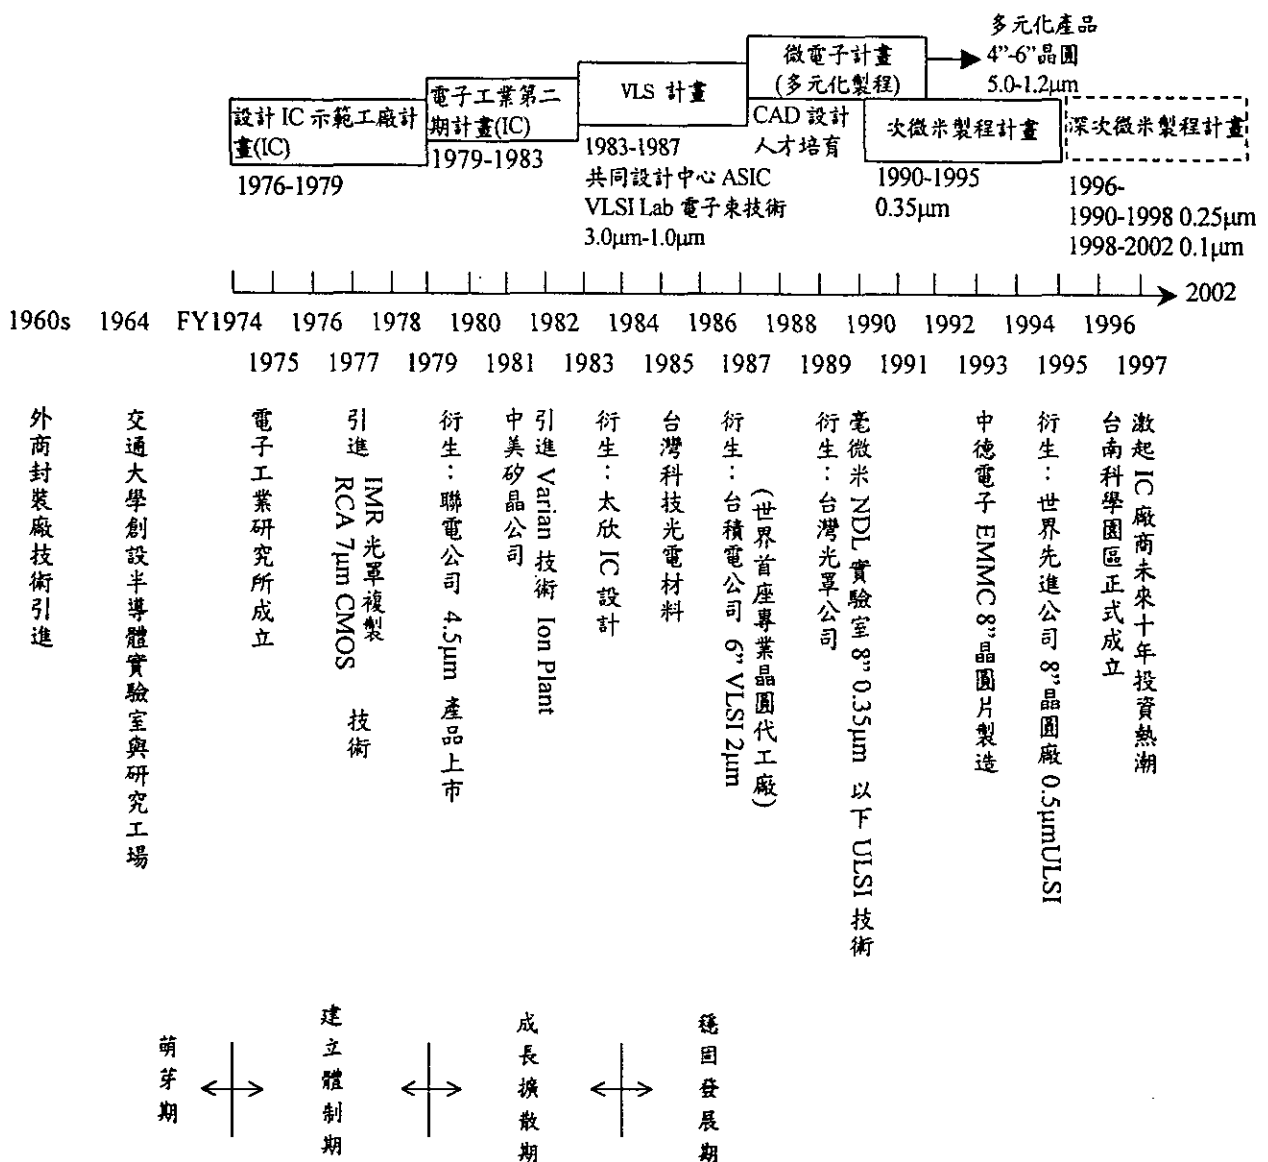 多元化產品
4”-6”晶圓
5.0-1.2μm
微電子計畫
(多元化製程)
VLS 計畫
電子工業第二
期計畫(IC)
設計 IC 示範工廠計
畫(IC)
CAD 設計
人才培育
次微米製程計畫
深次微米製程計畫
1976-1979
1979-1983
1983-1987
共同設計中心 ASIC
VLSI Lab 電子束技術
3.0μm-1.0μm
1990-1995
0.35μm
1996-
1990-1998 0.25μm
1998-2002 0.1μm
2002
1960s 1964 FY1974 1976 1978 1980 1982 1984 1986 1988 1990 1992 1994 1996
1975 1977 1979 1981 1983 1985 1987 1989 1991 1993 1995 1997
外商封裝廠技術引進
交通大學創設半導體實驗室與研究工場
電子工業研究所成立
引進 IMR 光罩複製
RCA 7μm CMOS 技術
衍生：聯電公司 4.5μm 產品上市
中美矽晶公司
引進 Varian 技術 Ion Plant
衍生：太欣 IC 設計
台灣科技光電材料
衍生：台積電公司 6” VLSI 2μm
(世界首座專業晶圓代工廠)
衍生：台灣光罩公司
毫微米 NDL 實驗室 8” 0.35μm 以下 ULSI 技術
中德電子 EMMC 8”晶圓片製造
衍生：世界先進公司 8”晶圓廠 0.5μmULSI
台南科學園區正式成立
激起 IC 廠商未來十年投資熱潮
萌芽期
建立體制期
成長擴散期
穩固發展期